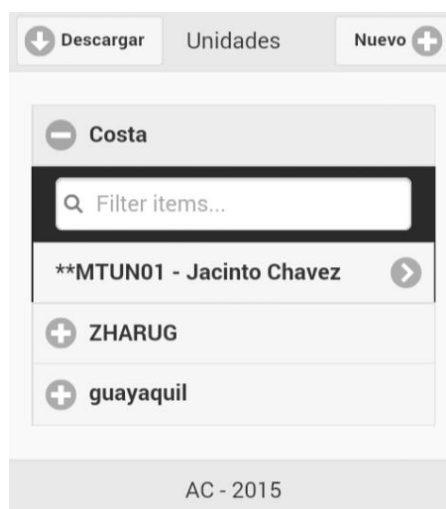 Descargar Unidades Nuevo
Costa
Filter items...
**MTUN01 - Jacinto Chavez
ZHARUG
guayaquil
AC - 2015